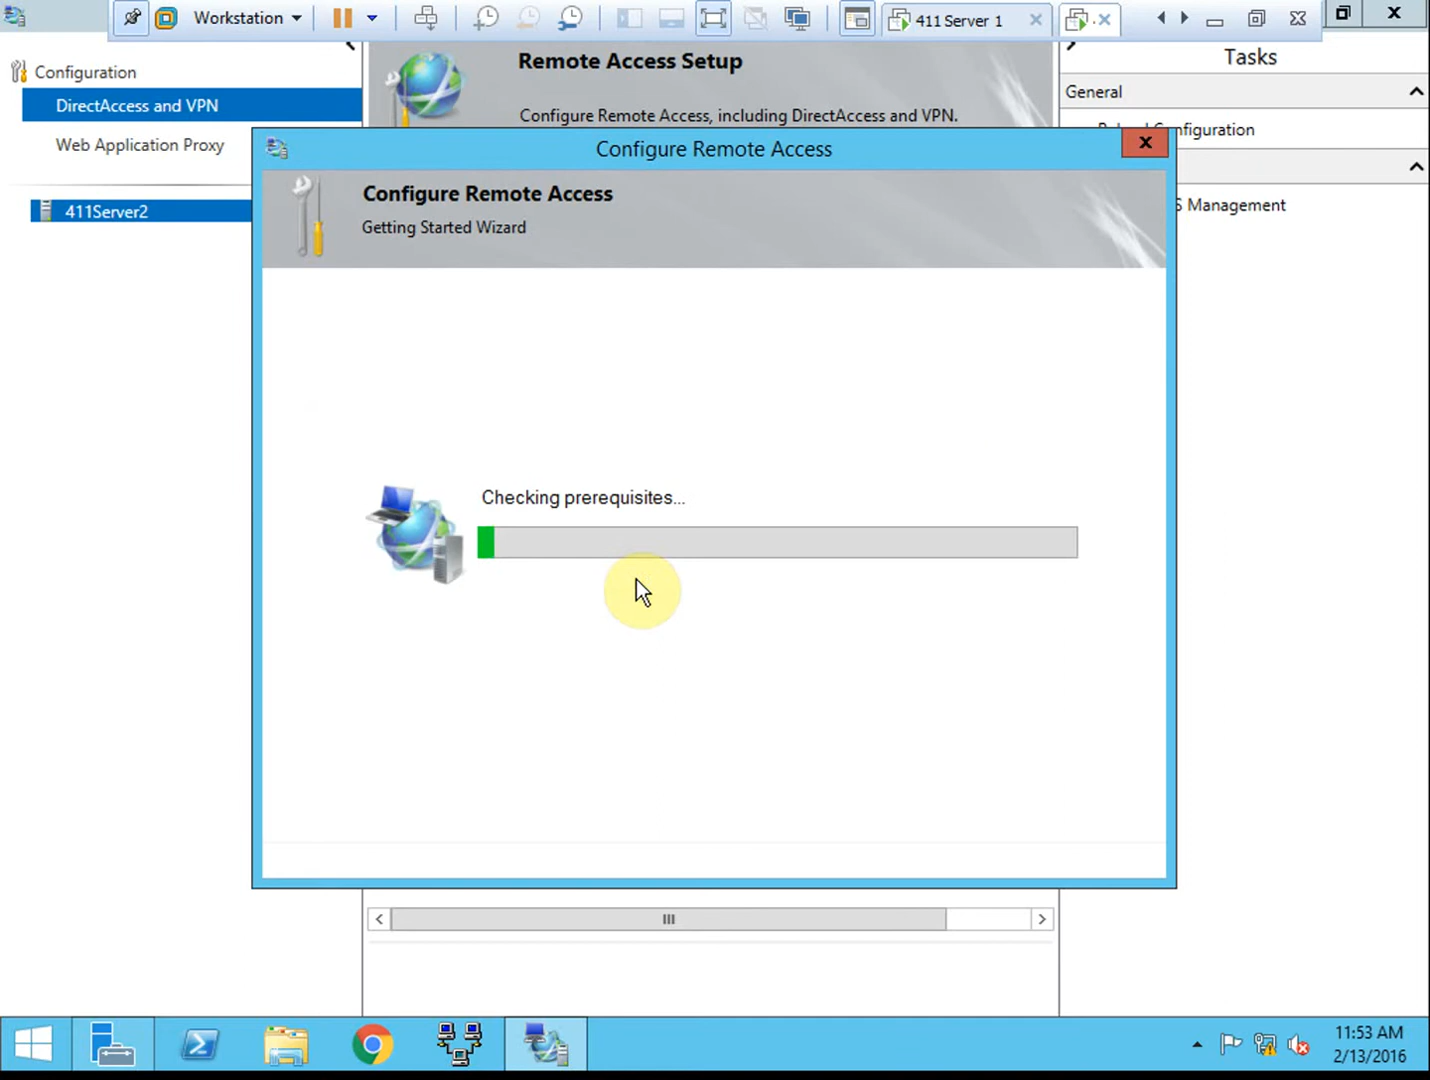 Workstation
411 Server 1
Configuration
DirectAccess and VPN
Web Application Proxy
411Server2
Remote Access Setup
Configure Remote Access, including DirectAccess and VPN.
Tasks
General
Configuration
S Management
Configure Remote Access
Configure Remote Access
Getting Started Wizard
Checking prerequisites...
11:53 AM
2/13/2016